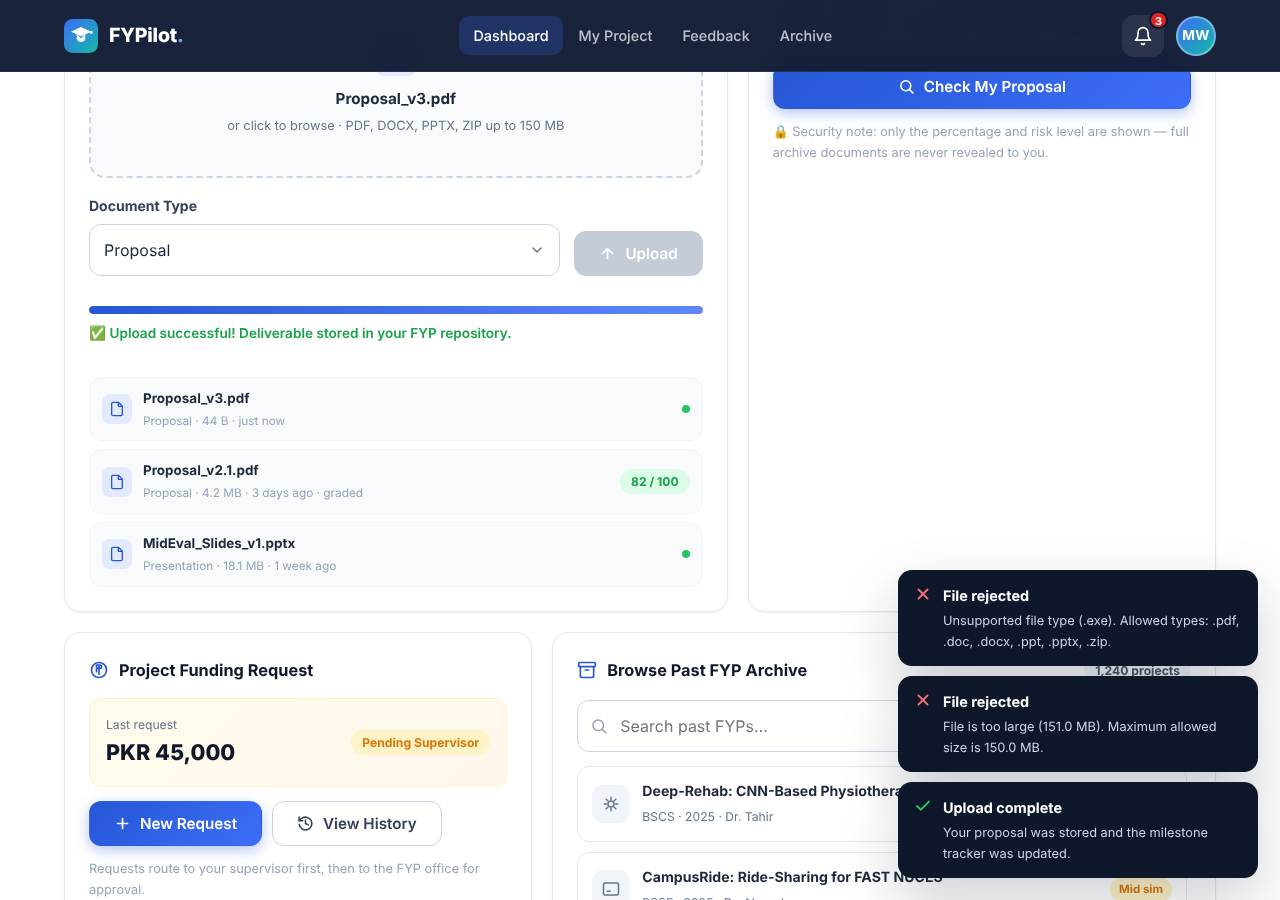 FYPilot.
Dashboard
My Project
Feedback
Archive
3
MW
Proposal_v3.pdf
or click to browse · PDF, DOCX, PPTX, ZIP up to 150 MB
Document Type
Proposal
Upload
✅ Upload successful! Deliverable stored in your FYP repository.
Proposal_v3.pdf
Proposal · 44 B · just now
Proposal_v2.1.pdf
Proposal · 4.2 MB · 3 days ago · graded
82 / 100
MidEval_Slides_v1.pptx
Presentation · 18.1 MB · 1 week ago
Check My Proposal
🔒 Security note: only the percentage and risk level are shown — full
archive documents are never revealed to you.
Project Funding Request
Last request
PKR 45,000
Pending Supervisor
New Request
View History
Requests route to your supervisor first, then to the FYP office for
approval.
Browse Past FYP Archive
1,240 projects
Search past FYPs...
Deep-Rehab: CNN-Based
BSCS · 2025 · Dr. Tahir
CampusRide: Ride-Sharing for FAST NUCES
Mid sim
File rejected
Unsupported file type (.exe). Allowed types: .pdf,
.doc, .docx, .ppt, .pptx, .zip.
File rejected
File is too large (151.0 MB). Maximum allowed
size is 150.0 MB.
Upload complete
Your proposal was stored and the milestone
tracker was updated.